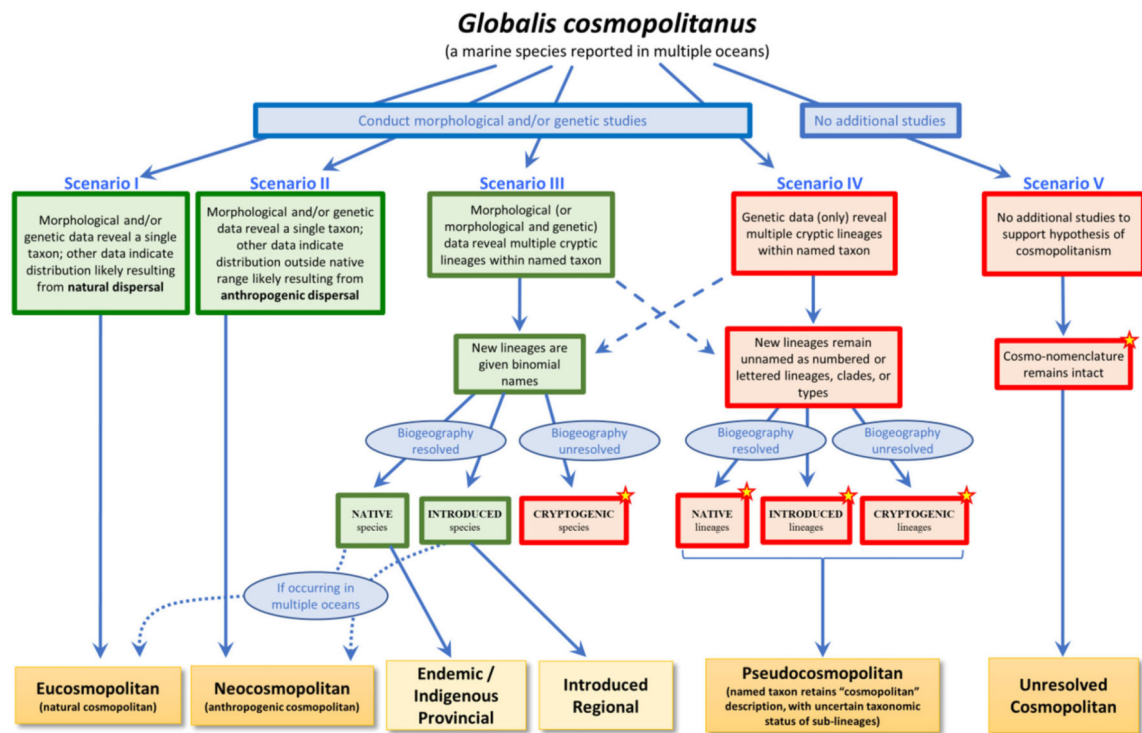 Globalis cosmopolitanus
(a marine species reported in multiple oceans)
Conduct morphological and/or genetic studies
No additional studies
Scenario I
Scenario II
Scenario III
Scenario IV
Scenario V
Morphological and/or
genetic data reveal a single
taxon; other data indicate
distribution likely resulting
from natural dispersal
Morphological and/or genetic
data reveal a single taxon;
other data indicate
distribution outside native
range likely resulting from
anthropogenic dispersal
Morphological (or
morphological and genetic)
data reveal multiple cryptic
lineages within named taxon
Genetic data (only) reveal
multiple cryptic lineages
within named taxon
No additional studies to
support hypothesis of
cosmopolitanism
New lineages are
given binomial
names
New lineages remain
unnamed as numbered or
lettered lineages, clades, or
types
Cosmo-nomenclature
remains intact
Biogeography
resolved
Biogeography
unresolved
Biogeography
resolved
Biogeography
unresolved
NATIVE
species
INTRODUCED
species
CRYPTOGENIC
species
NATIVE
lineages
INTRODUCED
lineages
CRYPTOGENIC
lineages
If occurring in
multiple oceans
Eucosmopolitan
(natural cosmopolitan)
Neocosmopolitan
(anthropogenic cosmopolitan)
Endemic /
Indigenous
Provincial
Introduced
Regional
Pseudocosmopolitan
(named taxon retains “cosmopolitan”
description, with uncertain taxonomic
status of sub-lineages)
Unresolved
Cosmopolitan